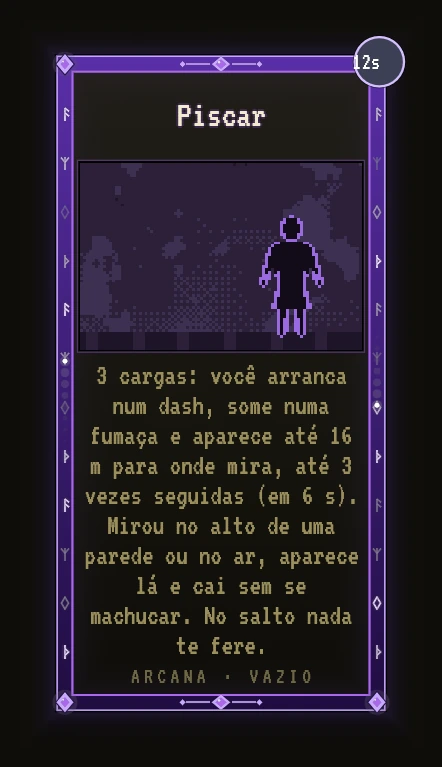 12s
Piscar
3 cargas: você arranca
num dash, some numa
fumaça e aparece até 16
m para onde mira, até 3
vezes seguidas (em 6 s).
Mirou no alto de uma
parede ou no ar, aparece
lá e cai sem se
machucar. No salto nada
te fere.
ARCANA · VAZIO